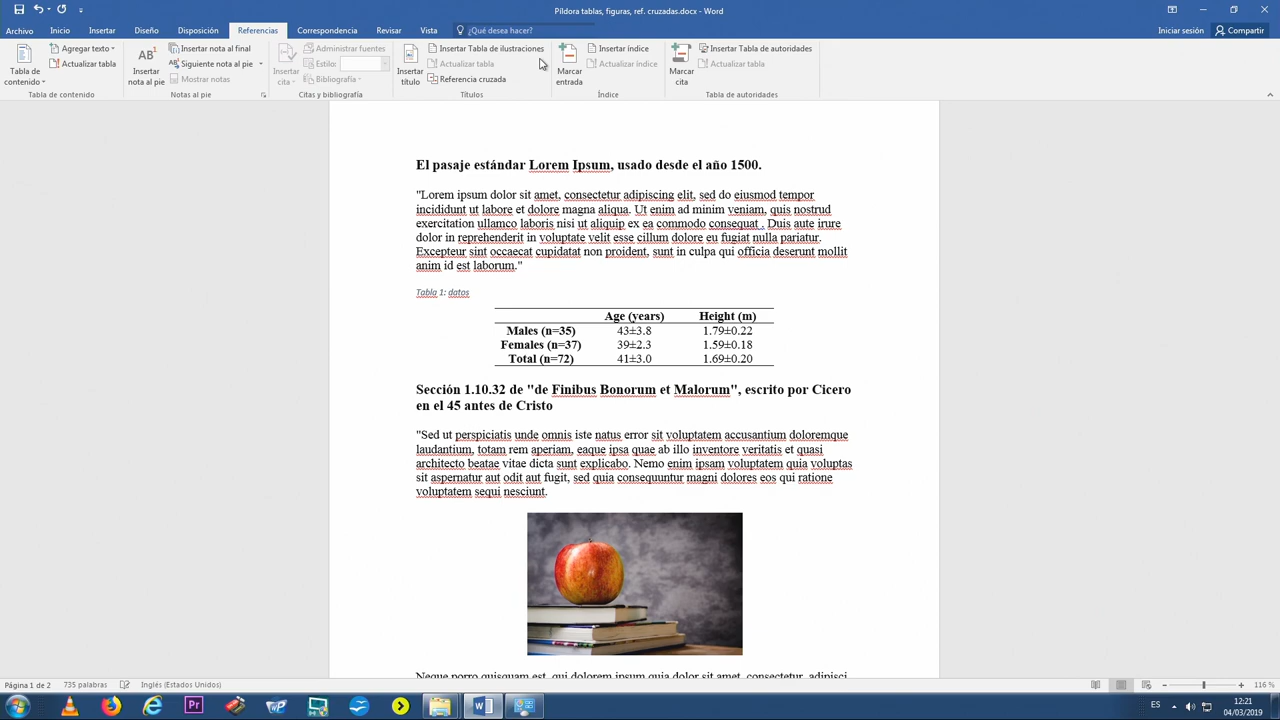 Píldora tablas, figuras, ref. cruzadas.docx - Word
Archivo Inicio Insertar Diseño Disposición Referencias Correspondencia Revisar Vista ¿Qué desea hacer? Iniciar sesión Compartir
Tabla de contenido
Agregar texto
Actualizar tabla
Tabla de contenido
AB¹
Insertar nota al pie
Insertar nota al final
Siguiente nota al pie
Mostrar notas
Notas al pie
Insertar cita
Administrar fuentes
Estilo:
Bibliografía
Citas y bibliografía
Insertar título
Insertar Tabla de ilustraciones
Actualizar tabla
Referencia cruzada
Títulos
Marcar entrada
Insertar índice
Actualizar índice
Índice
Marcar cita
Insertar Tabla de autoridades
Actualizar tabla
Tabla de autoridades
El pasaje estándar Lorem Ipsum, usado desde el año 1500.
"Lorem ipsum dolor sit amet, consectetur adipiscing elit, sed do eiusmod tempor
incididunt ut labore et dolore magna aliqua. Ut enim ad minim veniam, quis nostrud
exercitation ullamco laboris nisi ut aliquip ex ea commodo consequat . Duis aute irure
dolor in reprehenderit in voluptate velit esse cillum dolore eu fugiat nulla pariatur.
Excepteur sint occaecat cupidatat non proident, sunt in culpa qui officia deserunt mollit
anim id est laborum."
Tabla 1: datos
Age (years) Height (m)
Males (n=35) 43±3.8 1.79±0.22
Females (n=37) 39±2.3 1.59±0.18
Total (n=72) 41±3.0 1.69±0.20
Sección 1.10.32 de "de Finibus Bonorum et Malorum", escrito por Cicero
en el 45 antes de Cristo
"Sed ut perspiciatis unde omnis iste natus error sit voluptatem accusantium doloremque
laudantium, totam rem aperiam, eaque ipsa quae ab illo inventore veritatis et quasi
architecto beatae vitae dicta sunt explicabo. Nemo enim ipsam voluptatem quia voluptas
sit aspernatur aut odit aut fugit, sed quia consequuntur magni dolores eos qui ratione
voluptatem sequi nesciunt.
Neque porro quisquam est, qui dolorem ipsum quia dolor sit amet, consectetur, adipisci
Página 1 de 2 735 palabras Inglés (Estados Unidos) 116 %
Pr
ES
12:21
04/03/2019